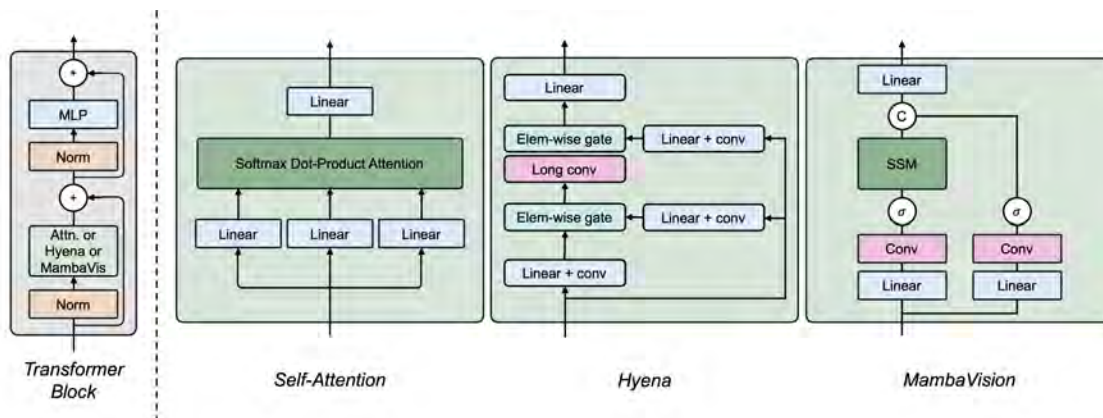 +
MLP
Norm
+
Attn. or
Hyena or
MambaVis
Norm
Transformer
Block
Linear
Softmax Dot-Product Attention
Linear
Linear
Linear
Self-Attention
Linear
Elem-wise gate
Linear + conv
Long conv
Elem-wise gate
Linear + conv
Linear + conv
Hyena
Linear
C
SSM
σ
σ
Conv
Conv
Linear
Linear
MambaVision